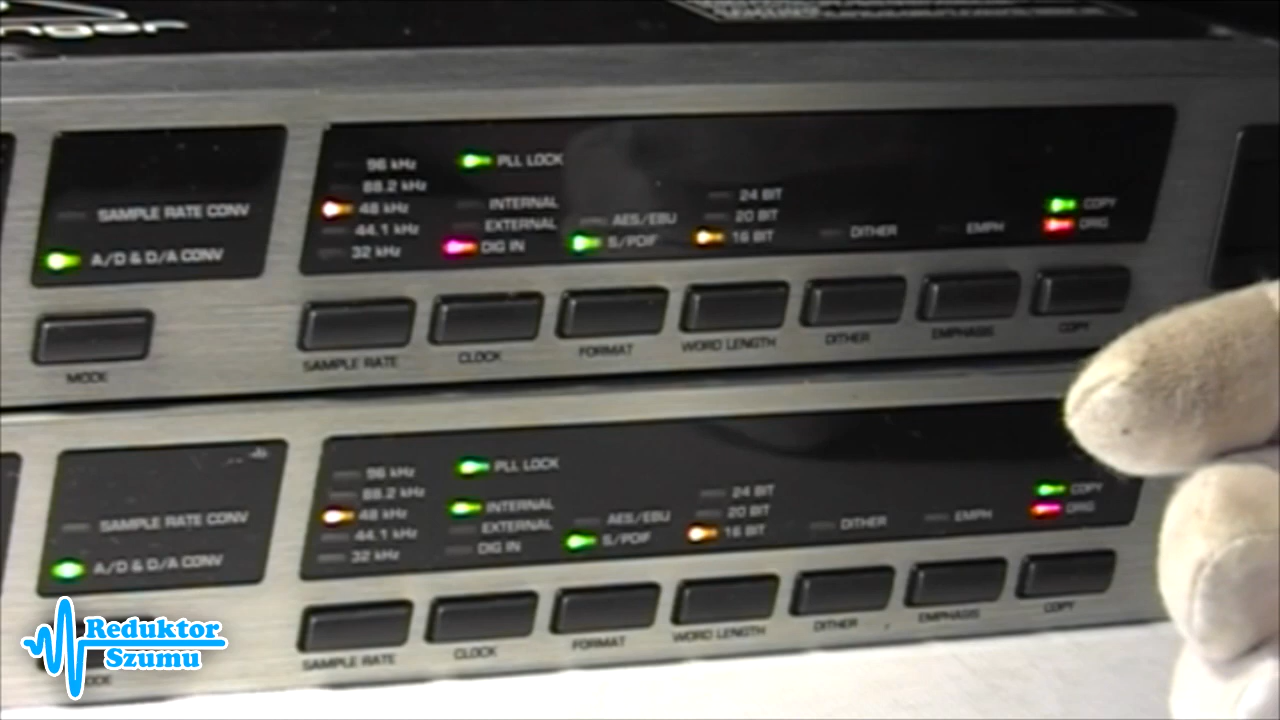 96 kHz
88.2 kHz
48 kHz
44.1 kHz
32 kHz
PLL LOCK
INTERNAL
EXTERNAL
DIG IN
AES/EBU
S/PDIF
24 BIT
20 BIT
16 BIT
DITHER
EMPH
COPY
ORIG
SAMPLE RATE CONV
A/D & D/A CONV
MODE
SAMPLE RATE
CLOCK
FORMAT
WORD LENGTH
DITHER
EMPHASIS
COPY
96 kHz
88.2 kHz
48 kHz
44.1 kHz
32 kHz
PLL LOCK
INTERNAL
EXTERNAL
DIG IN
AES/EBU
S/PDIF
24 BIT
20 BIT
16 BIT
DITHER
EMPH
COPY
ORIG
SAMPLE RATE CONV
A/D & D/A CONV
SAMPLE RATE
CLOCK
FORMAT
WORD LENGTH
DITHER
EMPHASIS
COPY
Reduktor
Szumu